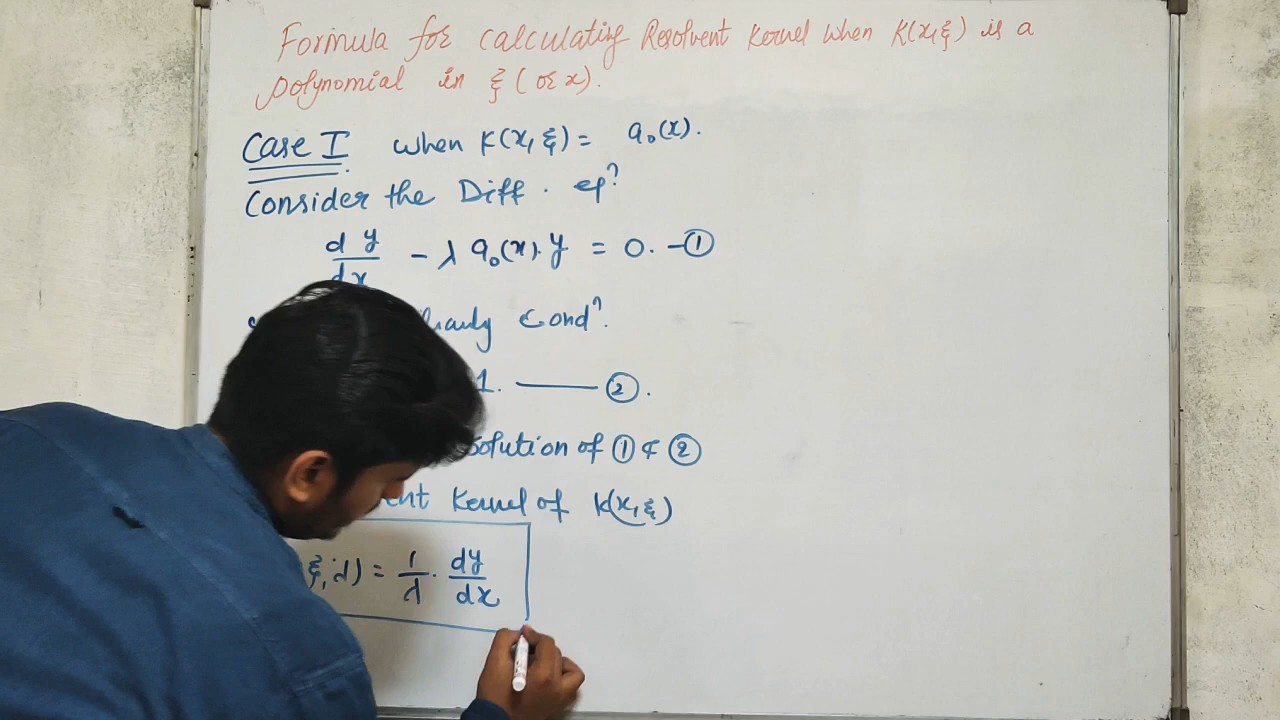 Formula for calculating Resolvent Kernel when K(x,ξ) is a
polynomial in ξ (or x).
Case I when K(x,ξ) = a₀(x).
Consider the Diff. eqⁿ
dy/dx - λ a₀(x). y = 0. -①
Cond?.
1. —— ②.
solution of ① & ②
Kernel of K(x,ξ)
ξ,λ) = 1/λ . dy/dx